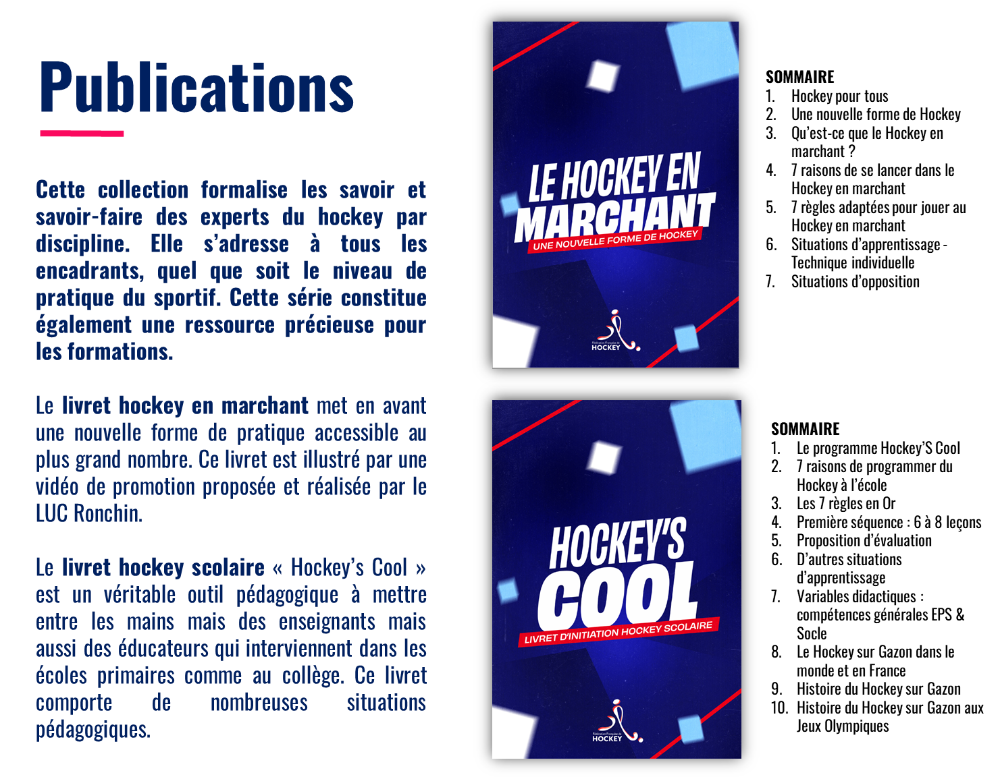 Publications
Cette collection formalise les savoir et
savoir-faire des experts du hockey par
discipline. Elle s’adresse à tous les
encadrants, quel que soit le niveau de
pratique du sportif. Cette série constitue
également une ressource précieuse pour
les formations.
Le livret hockey en marchant met en avant
une nouvelle forme de pratique accessible au
plus grand nombre. Ce livret est illustré par une
vidéo de promotion proposée et réalisée par le
LUC Ronchin.
Le livret hockey scolaire « Hockey’s Cool »
est un véritable outil pédagogique à mettre
entre les mains mais des enseignants mais
aussi des éducateurs qui interviennent dans les
écoles primaires comme au collège. Ce livret
comporte de nombreuses situations
pédagogiques.
LE HOCKEY EN
MARCHANT
UNE NOUVELLE FORME DE HOCKEY
Fédération Française de
HOCKEY
SOMMAIRE
1. Hockey pour tous
2. Une nouvelle forme de Hockey
3. Qu’est-ce que le Hockey en
marchant ?
4. 7 raisons de se lancer dans le
Hockey en marchant
5. 7 règles adaptées pour jouer au
Hockey en marchant
6. Situations d’apprentissage -
Technique individuelle
7. Situations d’opposition
HOCKEY’S
COOL
LIVRET D’INITIATION HOCKEY SCOLAIRE
Fédération Française de
HOCKEY
SOMMAIRE
1. Le programme Hockey’S Cool
2. 7 raisons de programmer du
Hockey à l’école
3. Les 7 règles en Or
4. Première séquence : 6 à 8 leçons
5. Proposition d’évaluation
6. D’autres situations
d’apprentissage
7. Variables didactiques :
compétences générales EPS &
Socle
8. Le Hockey sur Gazon dans le
monde et en France
9. Histoire du Hockey sur Gazon
10. Histoire du Hockey sur Gazon aux
Jeux Olympiques